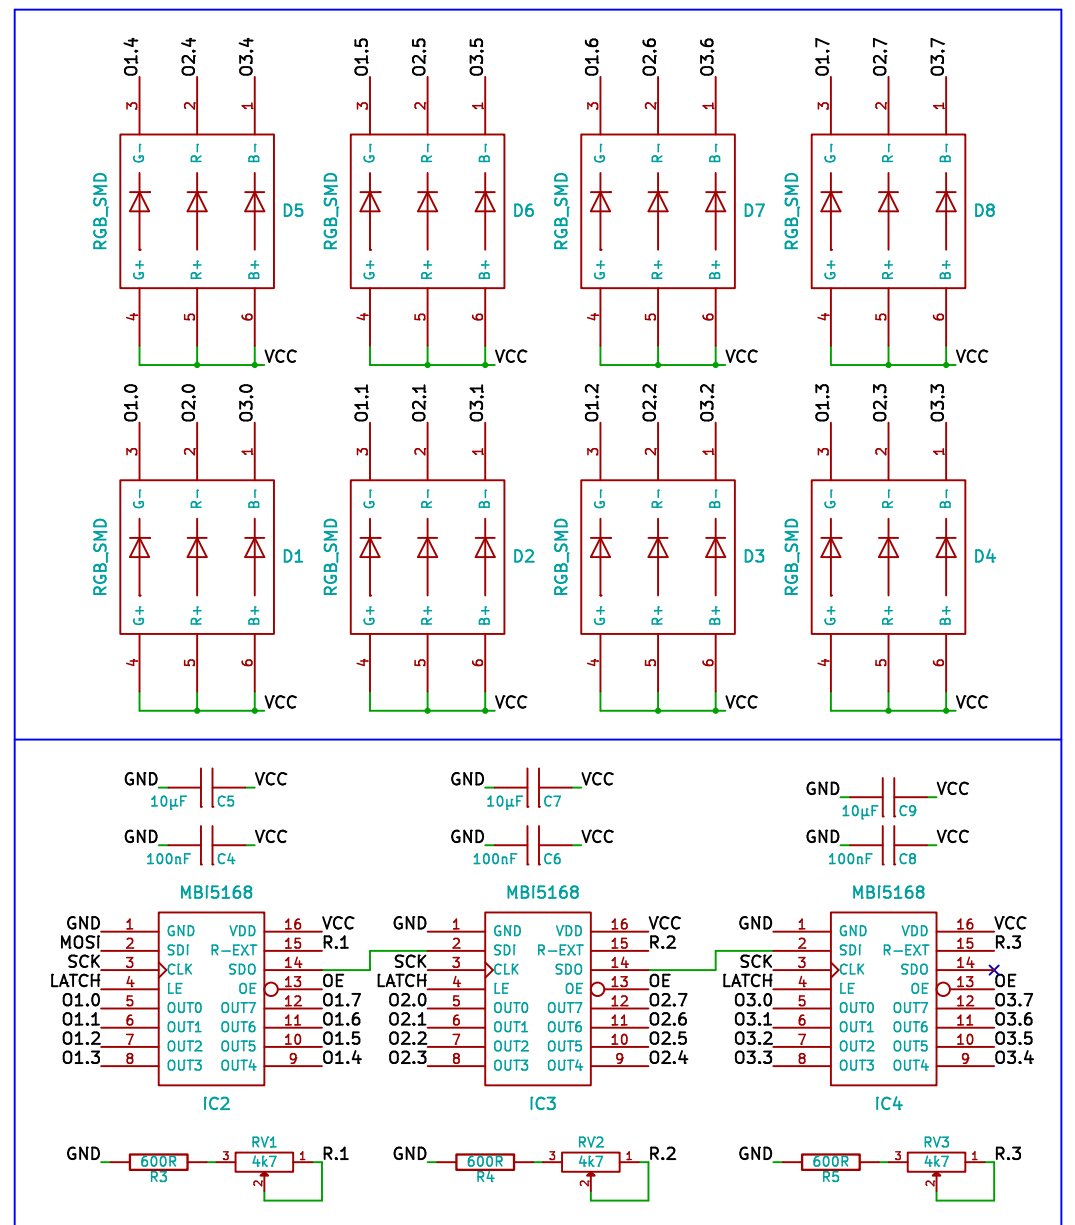 O1.4 O2.4 O3.4 O1.5 O2.5 O3.5 O1.6 O2.6 O3.6 O1.7 O2.7 O3.7
3 2 1 3 2 1 3 2 1 3 2 1
G- R- B- G- R- B- G- R- B- G- R- B-
RGB_SMD D5 RGB_SMD D6 RGB_SMD D7 RGB_SMD D8
G+ R+ B+ G+ R+ B+ G+ R+ B+ G+ R+ B+
4 5 6 4 5 6 4 5 6 4 5 6
VCC VCC VCC VCC
O1.0 O2.0 O3.0 O1.1 O2.1 O3.1 O1.2 O2.2 O3.2 O1.3 O2.3 O3.3
3 2 1 3 2 1 3 2 1 3 2 1
G- R- B- G- R- B- G- R- B- G- R- B-
RGB_SMD D1 RGB_SMD D2 RGB_SMD D3 RGB_SMD D4
G+ R+ B+ G+ R+ B+ G+ R+ B+ G+ R+ B+
4 5 6 4 5 6 4 5 6 4 5 6
VCC VCC VCC VCC
GND VCC GND VCC GND VCC
10µF C5 10µF C7 10µF C9
GND VCC GND VCC GND VCC
100nF C4 100nF C6 100nF C8
MBI5168 MBI5168 MBI5168
GND 1 GND VDD 16 VCC GND 1 GND VDD 16 VCC GND 1 GND VDD 16 VCC
MOSI 2 SDI R-EXT 15 R.1 2 SDI R-EXT 15 R.2 2 SDI R-EXT 15 R.3
SCK 3 CLK SDO 14 SCK 3 CLK SDO 14 SCK 3 CLK SDO 14
LATCH 4 LE OE 13 OE LATCH 4 LE OE 13 OE LATCH 4 LE OE 13 OE
O1.0 5 OUT0 OUT7 12 O1.7 O2.0 5 OUT0 OUT7 12 O2.7 O3.0 5 OUT0 OUT7 12 O3.7
O1.1 6 OUT1 OUT6 11 O1.6 O2.1 6 OUT1 OUT6 11 O2.6 O3.1 6 OUT1 OUT6 11 O3.6
O1.2 7 OUT2 OUT5 10 O1.5 O2.2 7 OUT2 OUT5 10 O2.5 O3.2 7 OUT2 OUT5 10 O3.5
O1.3 8 OUT3 OUT4 9 O1.4 O2.3 8 OUT3 OUT4 9 O2.4 O3.3 8 OUT3 OUT4 9 O3.4
IC2 IC3 IC4
RV1 RV2 RV3
GND 600R 3 4k7 1 R.1 GND 600R 3 4k7 1 R.2 GND 600R 3 4k7 1 R.3
R3 2 R4 2 R5 2